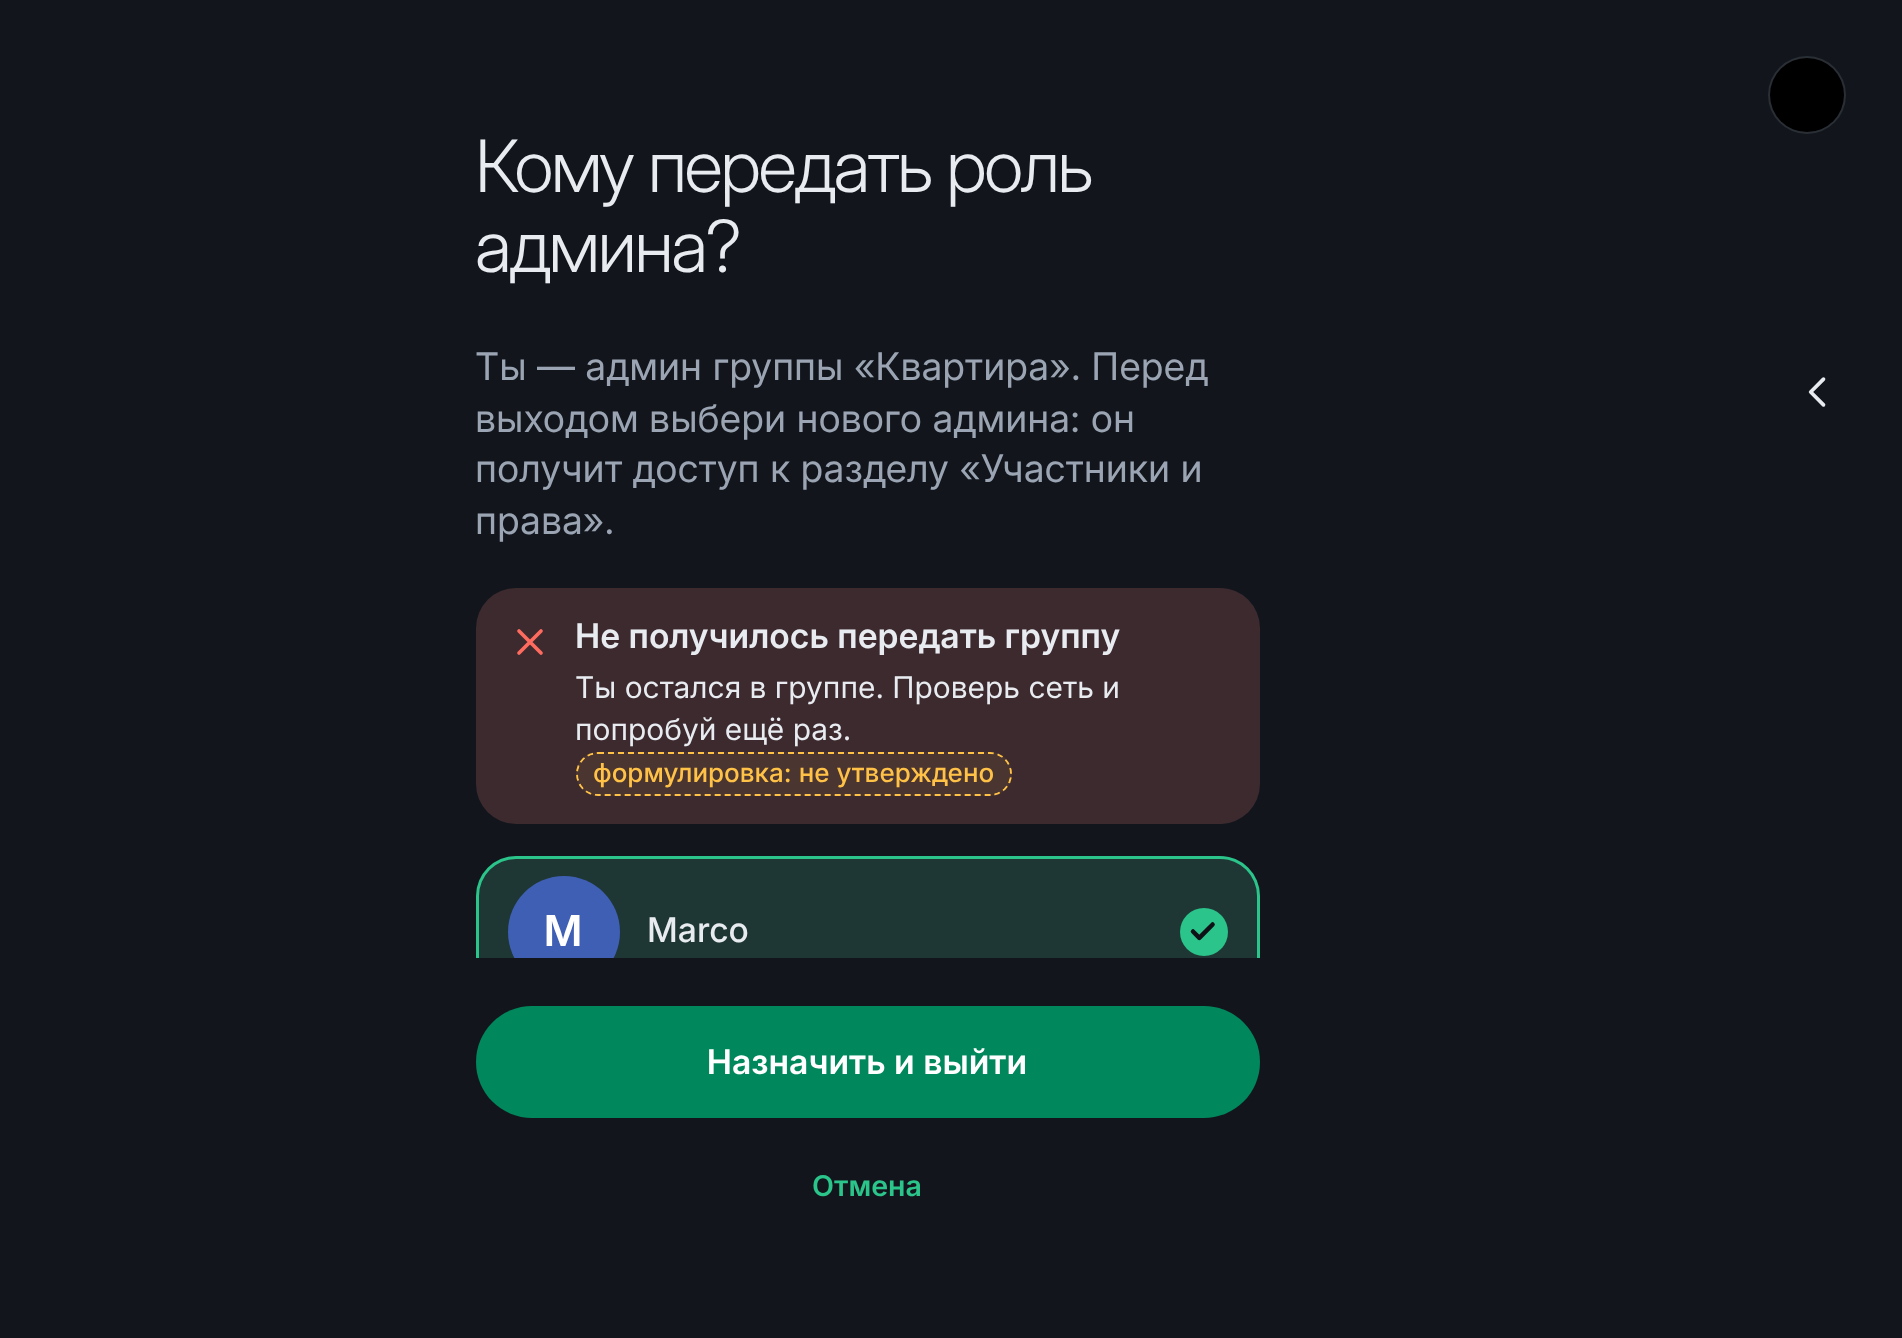 Кому передать роль
админа?
Ты — админ группы «Квартира». Перед
выходом выбери нового админа: он
получит доступ к разделу «Участники и
права».
Не получилось передать группу
Ты остался в группе. Проверь сеть и
попробуй ещё раз.
формулировка: не утверждено
M
Marco
Назначить и выйти
Отмена